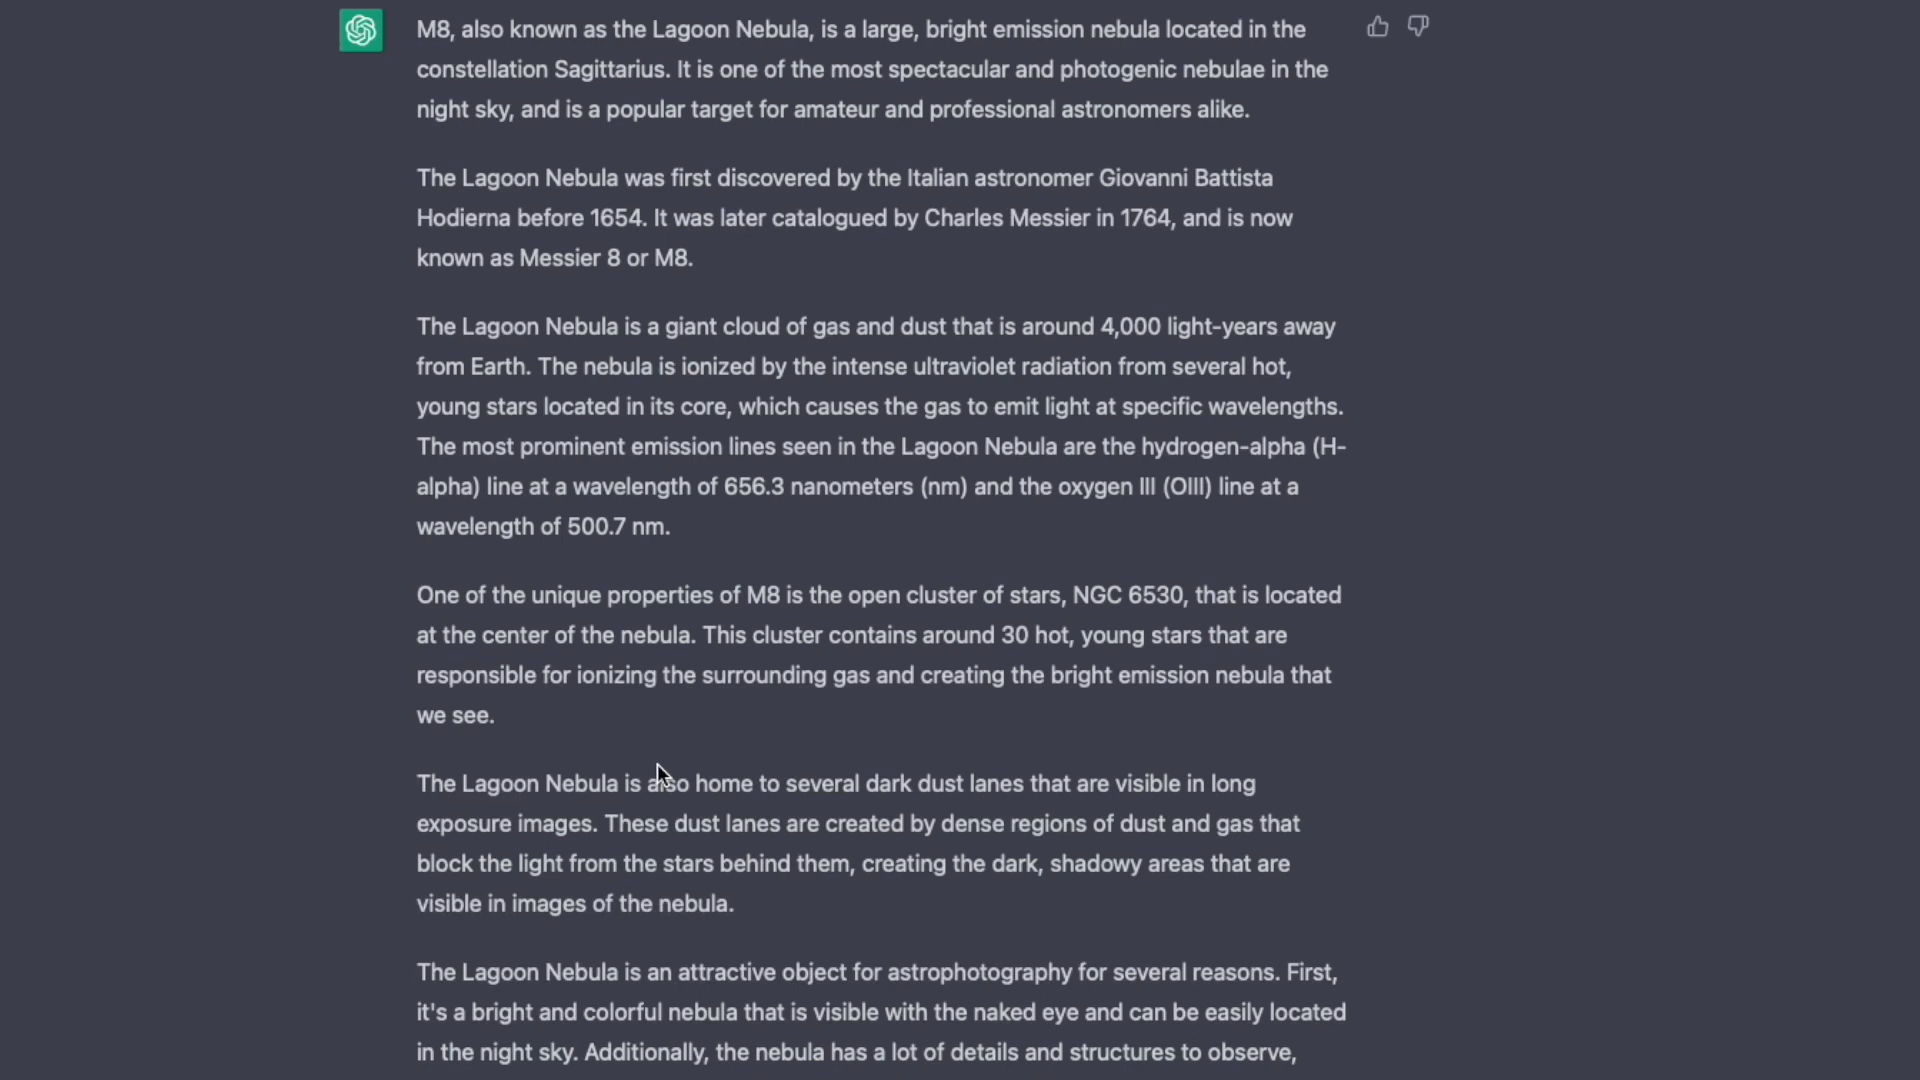 M8, also known as the Lagoon Nebula, is a large, bright emission nebula located in the
constellation Sagittarius. It is one of the most spectacular and photogenic nebulae in the
night sky, and is a popular target for amateur and professional astronomers alike.
The Lagoon Nebula was first discovered by the Italian astronomer Giovanni Battista
Hodierna before 1654. It was later catalogued by Charles Messier in 1764, and is now
known as Messier 8 or M8.
The Lagoon Nebula is a giant cloud of gas and dust that is around 4,000 light-years away
from Earth. The nebula is ionized by the intense ultraviolet radiation from several hot,
young stars located in its core, which causes the gas to emit light at specific wavelengths.
The most prominent emission lines seen in the Lagoon Nebula are the hydrogen-alpha (H-
alpha) line at a wavelength of 656.3 nanometers (nm) and the oxygen III (OIII) line at a
wavelength of 500.7 nm.
One of the unique properties of M8 is the open cluster of stars, NGC 6530, that is located
at the center of the nebula. This cluster contains around 30 hot, young stars that are
responsible for ionizing the surrounding gas and creating the bright emission nebula that
we see.
The Lagoon Nebula is also home to several dark dust lanes that are visible in long
exposure images. These dust lanes are created by dense regions of dust and gas that
block the light from the stars behind them, creating the dark, shadowy areas that are
visible in images of the nebula.
The Lagoon Nebula is an attractive object for astrophotography for several reasons. First,
it's a bright and colorful nebula that is visible with the naked eye and can be easily located
in the night sky. Additionally, the nebula has a lot of details and structures to observe,